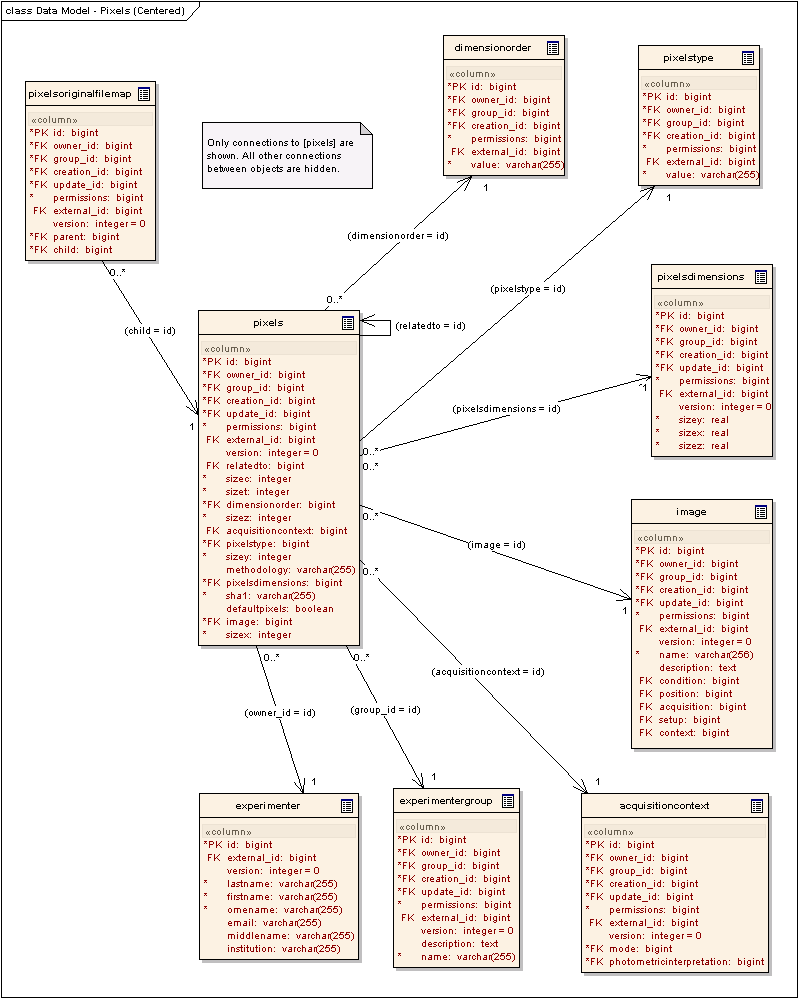 class Data Model - Pixels (Centered)
pixelsoriginalfilemap
«column»
*PK id: bigint
*FK owner_id: bigint
*FK group_id: bigint
*FK creation_id: bigint
*FK update_id: bigint
* permissions: bigint
FK external_id: bigint
version: integer = 0
*FK parent: bigint
*FK child: bigint
Only connections to [pixels] are
shown. All other connections
between objects are hidden.
dimensionorder
«column»
*PK id: bigint
*FK owner_id: bigint
*FK group_id: bigint
*FK creation_id: bigint
* permissions: bigint
FK external_id: bigint
* value: varchar(255)
pixelstype
«column»
*PK id: bigint
*FK owner_id: bigint
*FK group_id: bigint
*FK creation_id: bigint
* permissions: bigint
FK external_id: bigint
* value: varchar(255)
1
1
(dimensionorder = id)
0..*
0..*
(child = id)
1
(pixelstype = id)
(relatedto = id)
pixels
«column»
*PK id: bigint
*FK owner_id: bigint
*FK group_id: bigint
*FK creation_id: bigint
*FK update_id: bigint
* permissions: bigint
FK external_id: bigint
version: integer = 0
FK relatedto: bigint
* sizec: integer
* sizet: integer
*FK dimensionorder: bigint
* sizez: integer
FK acquisitioncontext: bigint
*FK pixelstype: bigint
* sizey: integer
methodology: varchar(255)
*FK pixelsdimensions: bigint
* sha1: varchar(255)
defaultpixels: boolean
*FK image: bigint
* sizex: integer
pixelsdimensions
«column»
*PK id: bigint
*FK owner_id: bigint
*FK group_id: bigint
*FK creation_id: bigint
*FK update_id: bigint
* permissions: bigint
FK external_id: bigint
version: integer = 0
* sizey: real
* sizex: real
* sizez: real
1
(pixelsdimensions = id)
0..*
0..*
0..*
(image = id)
1
0..*
image
«column»
*PK id: bigint
*FK owner_id: bigint
*FK group_id: bigint
*FK creation_id: bigint
*FK update_id: bigint
* permissions: bigint
FK external_id: bigint
version: integer = 0
* name: varchar(256)
description: text
FK condition: bigint
FK position: bigint
FK acquisition: bigint
FK setup: bigint
FK context: bigint
0..*
0..*
(acquisitioncontext = id)
(owner_id = id)
(group_id = id)
1
1
1
experimenter
«column»
*PK id: bigint
FK external_id: bigint
version: integer = 0
* lastname: varchar(255)
* firstname: varchar(255)
* omename: varchar(255)
email: varchar(255)
middlename: varchar(255)
institution: varchar(255)
experimentergroup
«column»
*PK id: bigint
*FK owner_id: bigint
*FK group_id: bigint
*FK creation_id: bigint
*FK update_id: bigint
* permissions: bigint
FK external_id: bigint
version: integer = 0
description: text
* name: varchar(255)
acquisitioncontext
«column»
*PK id: bigint
*FK owner_id: bigint
*FK group_id: bigint
*FK creation_id: bigint
*FK update_id: bigint
* permissions: bigint
FK external_id: bigint
version: integer = 0
*FK mode: bigint
*FK photometricinterpretation: bigint